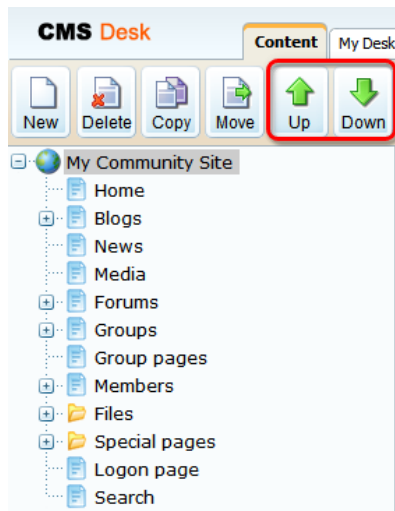 CMS Desk
Content My Desk
New Delete Copy Move Up Down
My Community Site
Home
Blogs
News
Media
Forums
Groups
Group pages
Members
Files
Special pages
Logon page
Search